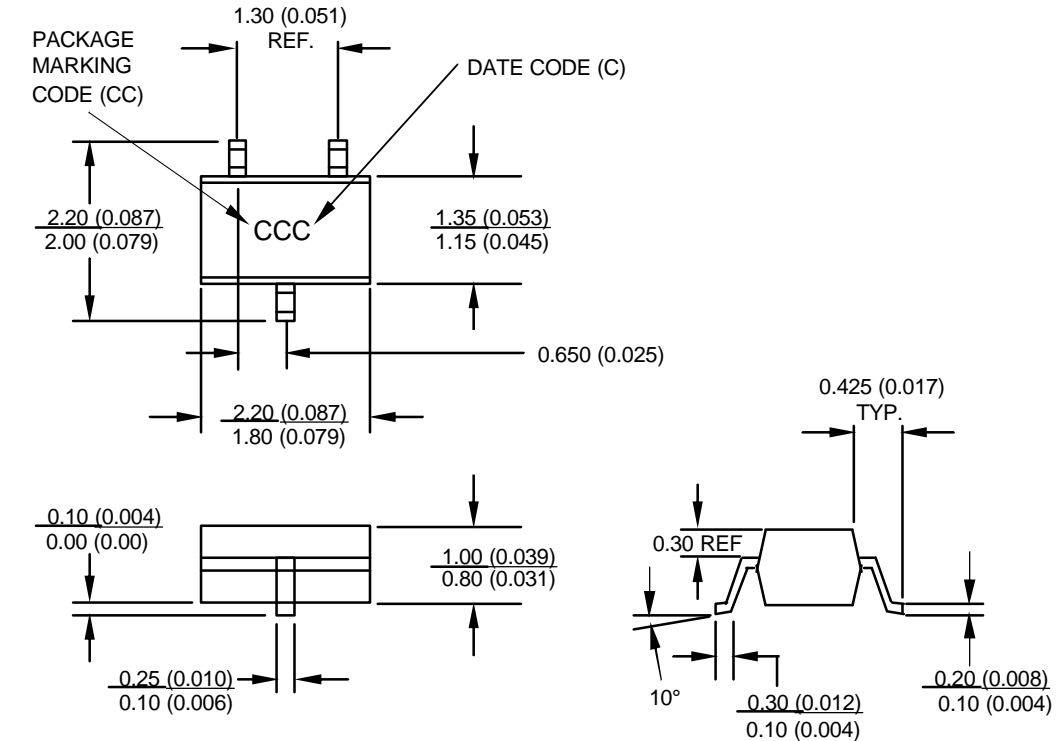 1.30 (0.051)
REF.
PACKAGE
MARKING
CODE (CC)
DATE CODE (C)
CCC
2.20 (0.087)
2.00 (0.079)
1.35 (0.053)
1.15 (0.045)
0.650 (0.025)
2.20 (0.087)
1.80 (0.079)
0.425 (0.017)
TYP.
0.10 (0.004)
0.00 (0.00)
1.00 (0.039)
0.80 (0.031)
0.30 REF
0.25 (0.010)
0.10 (0.006)
10°
0.30 (0.012)
0.10 (0.004)
0.20 (0.008)
0.10 (0.004)